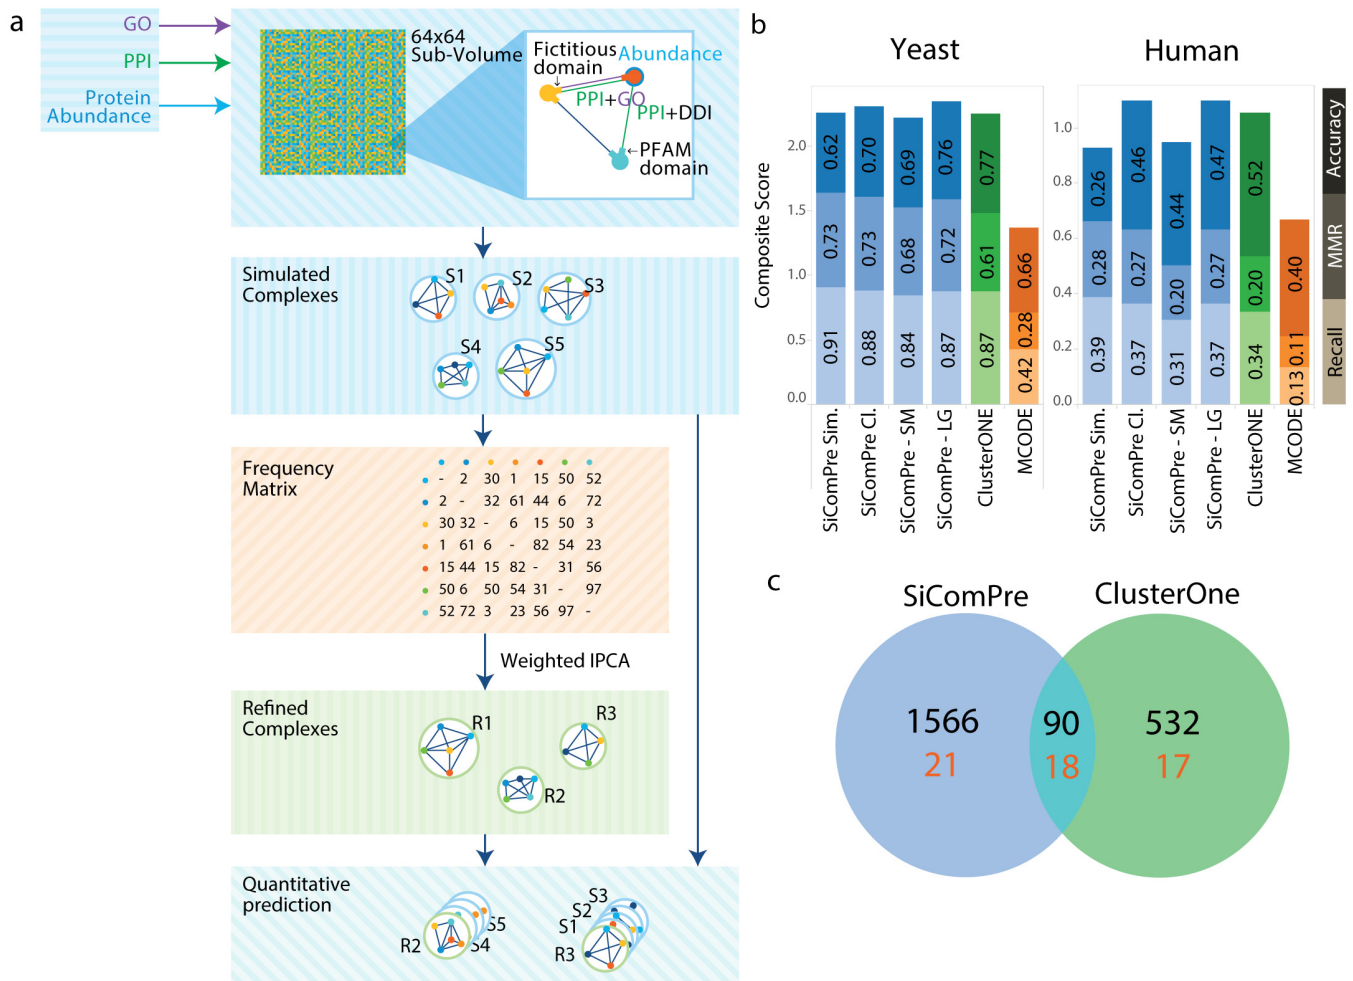 a
GO
PPI
Protein
Abundance
64x64
Sub-Volume
Fictitious
domain
Abundance
PPI+GO
PPI+DDI
PFAM
domain
Simulated
Complexes
S1
S2
S3
S4
S5
Frequency
Matrix
- 2 30 1 15 50 52
2 - 32 61 44 6 72
30 32 - 6 15 50 3
1 61 6 - 82 54 23
15 44 15 82 - 31 56
50 6 50 54 31 - 97
52 72 3 23 56 97 -
Weighted IPCA
Refined
Complexes
R1
R3
R2
Quantitative
prediction
R2
S4
S5
S3
S2
S1
R3
b
Yeast
Human
Composite Score
2.0
1.5
1.0
0.5
0.0
0.62
0.73
0.91
0.70
0.73
0.88
0.69
0.68
0.84
0.76
0.72
0.87
0.77
0.61
0.87
0.66
0.28
0.42
SiComPre Sim.
SiComPre Cl.
SiComPre - SM
SiComPre - LG
ClusterONE
MCODE
1.0
0.8
0.6
0.4
0.2
0.0
0.26
0.28
0.39
0.46
0.27
0.37
0.44
0.20
0.31
0.47
0.27
0.37
0.52
0.20
0.34
0.40
0.11
0.13
SiComPre Sim.
SiComPre Cl.
SiComPre - SM
SiComPre - LG
ClusterONE
MCODE
Accuracy
MMR
Recall
c
SiComPre
ClusterOne
1566
90
532
21
18
17